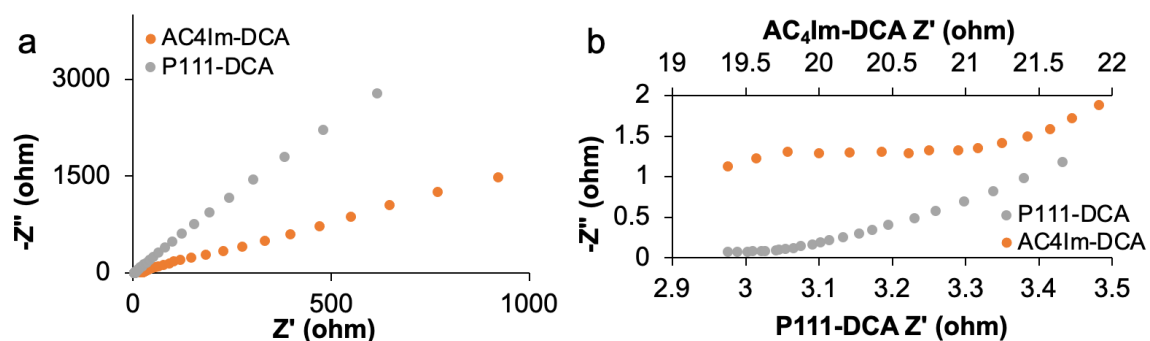 a
AC4Im-DCA
P111-DCA
3000
1500
0
-Z" (ohm)
0
500
1000
Z' (ohm)
b
AC₄Im-DCA Z' (ohm)
19
19.5
20
20.5
21
21.5
22
2
1.5
1
0.5
0
-Z" (ohm)
P111-DCA
AC4Im-DCA
2.9
3
3.1
3.2
3.3
3.4
3.5
P111-DCA Z' (ohm)